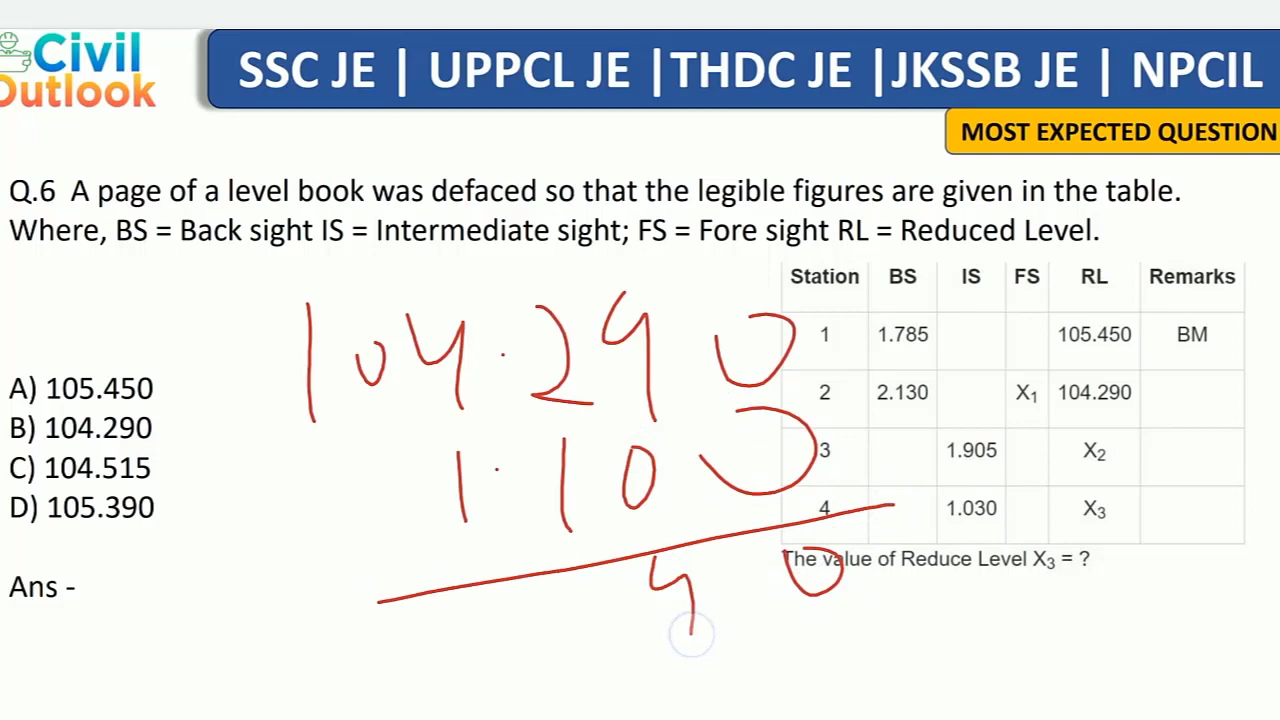 Civil
Outlook
SSC JE | UPPCL JE |THDC JE |JKSSB JE | NPCIL
MOST EXPECTED QUESTION
Q.6 A page of a level book was defaced so that the legible figures are given in the table.
Where, BS = Back sight IS = Intermediate sight; FS = Fore sight RL = Reduced Level.
Station BS IS FS RL Remarks
1 1.785 105.450 BM
2 2.130 X₁ 104.290
3 1.905 X₂
4 1.030 X₃
The value of Reduce Level X₃ = ?
A) 105.450
B) 104.290
C) 104.515
D) 105.390
Ans -
104.290
1.100
90